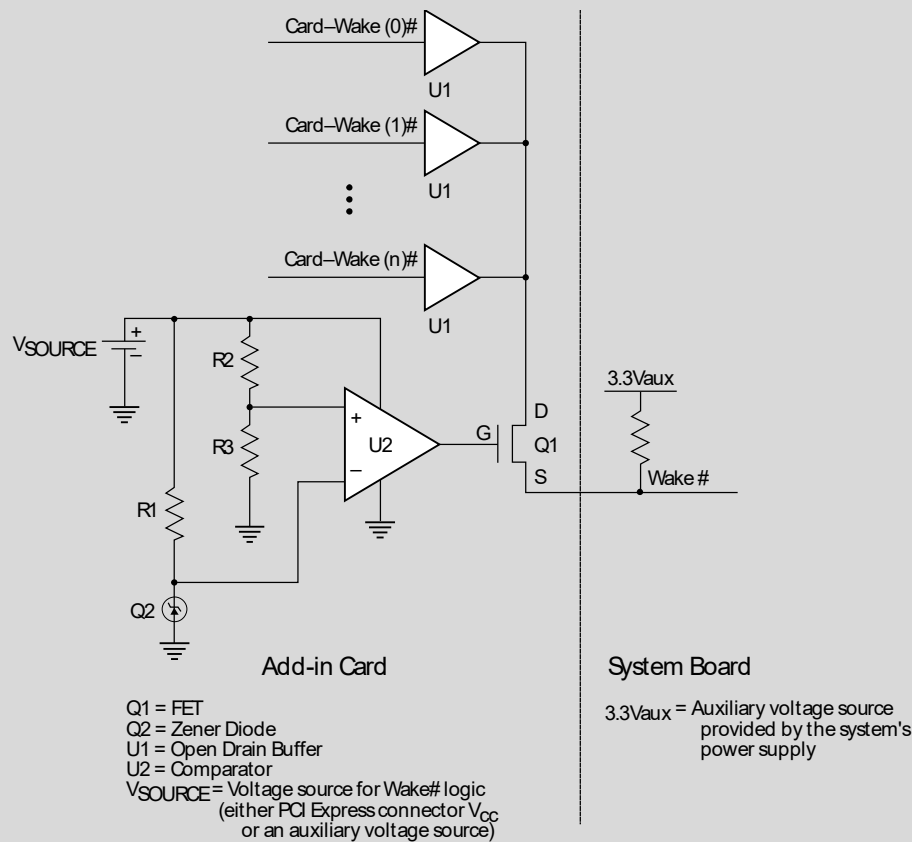 Card–Wake (0)#
U1
Card–Wake (1)#
U1
Card–Wake (n)#
U1
VSOURCE
+
–
R2
R3
R1
+
–
U2
G
D
Q1
S
3.3Vaux
Wake #
Q2
Add-in Card
System Board
Q1 = FET
Q2 = Zener Diode
U1 = Open Drain Buffer
U2 = Comparator
VSOURCE = Voltage source for Wake# logic
(either PCI Express connector VCC
or an auxiliary voltage source)
3.3Vaux = Auxiliary voltage source
provided by the system's
power supply